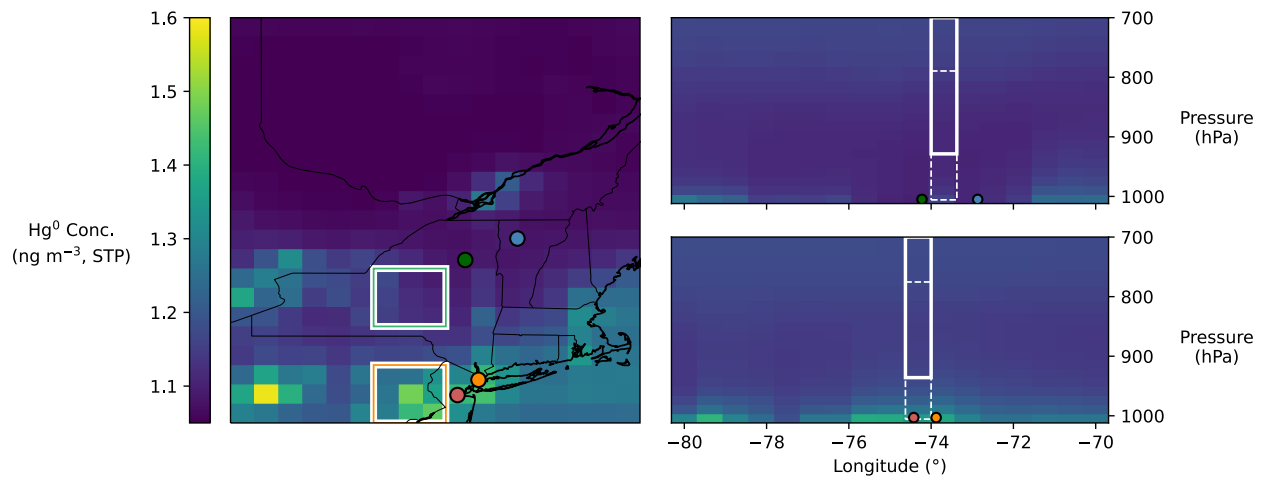 1.6
1.5
1.4
1.3
1.2
1.1
Hg⁰ Conc.
(ng m⁻³, STP)
700
800
900
1000
Pressure
(hPa)
700
800
900
1000
Pressure
(hPa)
−80
−78
−76
−74
−72
−70
Longitude (°)